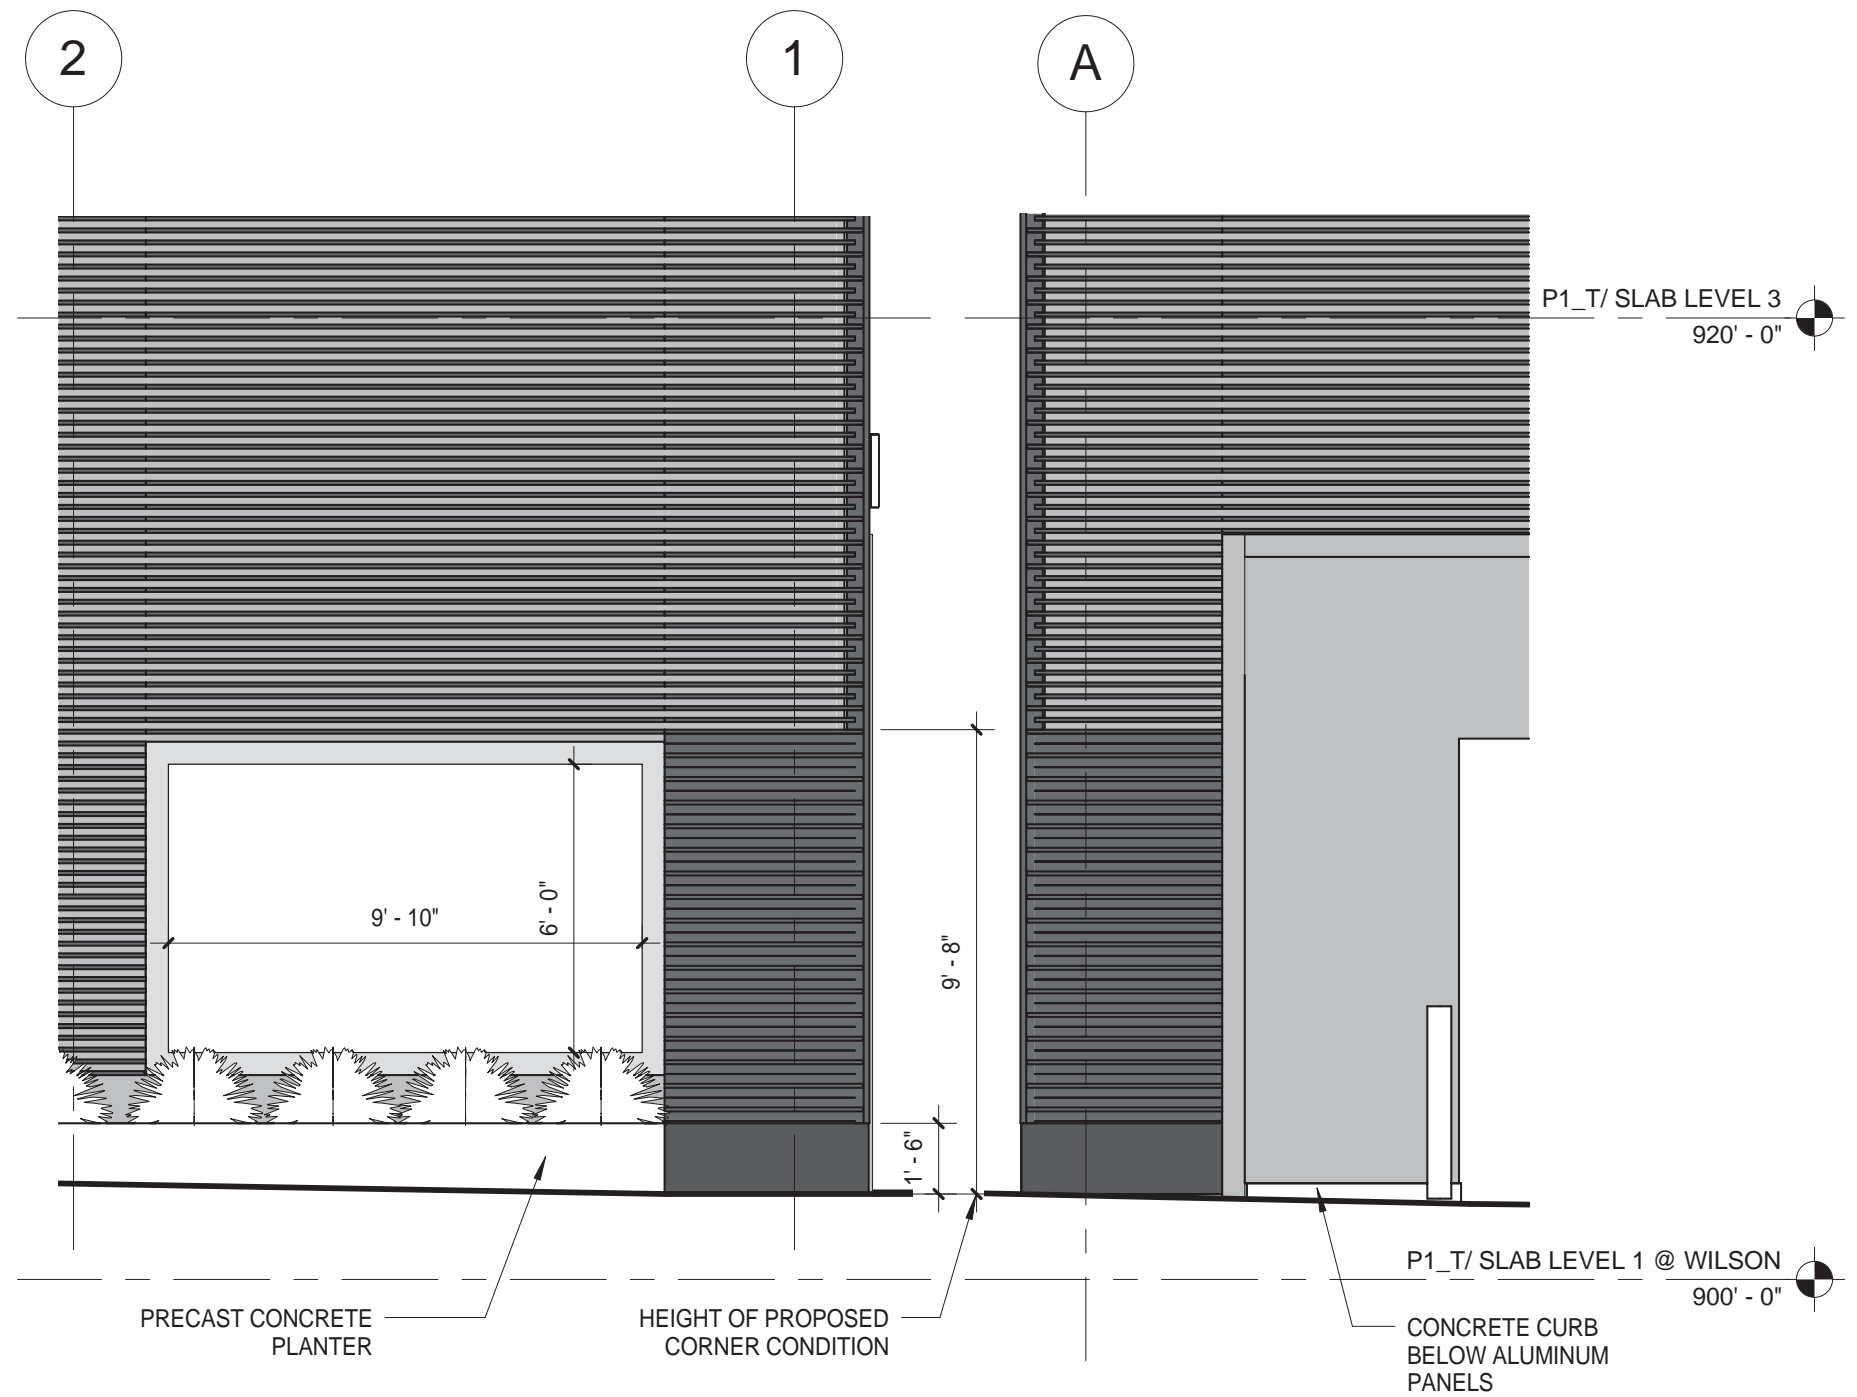 2
1
A
P1_T/ SLAB LEVEL 3
920' - 0"
9' - 10"
6' - 0"
9' - 8"
1' - 6"
P1_T/ SLAB LEVEL 1 @ WILSON
900' - 0"
PRECAST CONCRETE
PLANTER
HEIGHT OF PROPOSED
CORNER CONDITION
CONCRETE CURB
BELOW ALUMINUM
PANELS